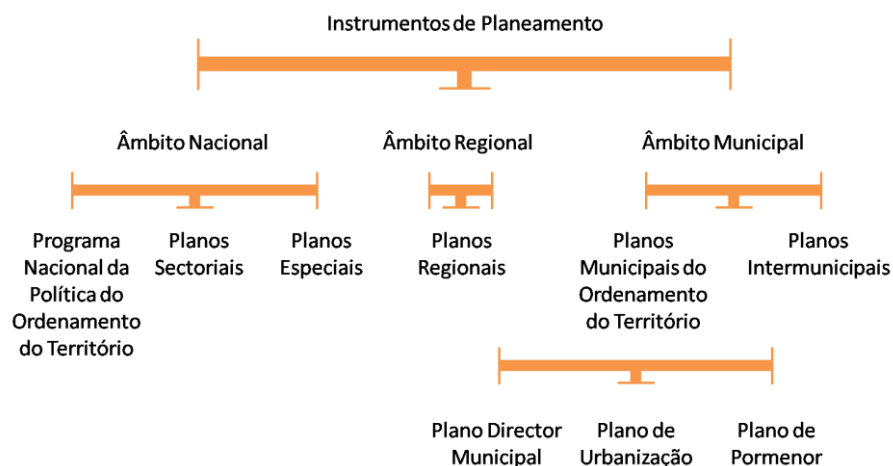 Instrumentos de Planeamento
Âmbito Nacional
Âmbito Regional
Âmbito Municipal
Programa
Nacional da
Política do
Ordenamento
do Território
Planos
Sectoriais
Planos
Especiais
Planos
Regionais
Planos
Municipais do
Ordenamento
do Território
Planos
Intermunicipais
Plano Director
Municipal
Plano de
Urbanização
Plano de
Pormenor